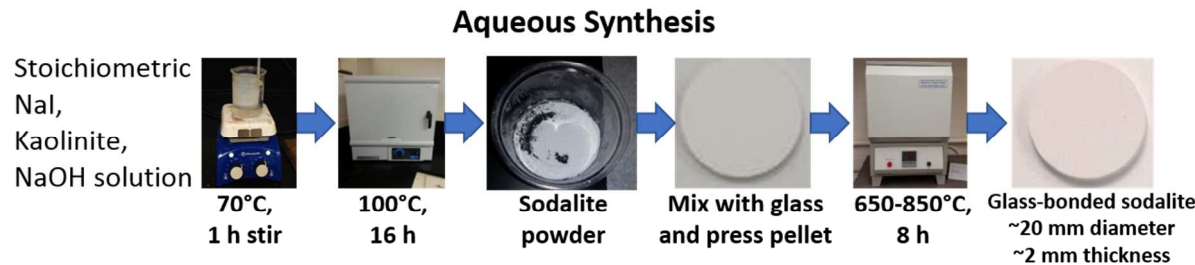 Aqueous Synthesis
Stoichiometric
NaI,
Kaolinite,
NaOH solution
70°C,
1 h stir
100°C,
16 h
Sodalite
powder
Mix with glass
and press pellet
650-850°C,
8 h
Glass-bonded sodalite
~20 mm diameter
~2 mm thickness